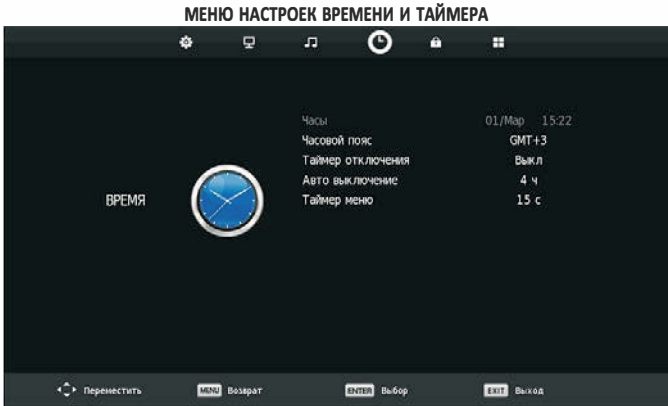 МЕНЮ НАСТРОЕК ВРЕМЕНИ И ТАЙМЕРА
Часы 01/Мар 15:22
Часовой пояс GMT+3
Таймер отключения Выкл
Авто выключение 4 ч
Таймер меню 15 с
ВРЕМЯ
Переместить MENU Возврат ENTER Выбор EXIT Выход